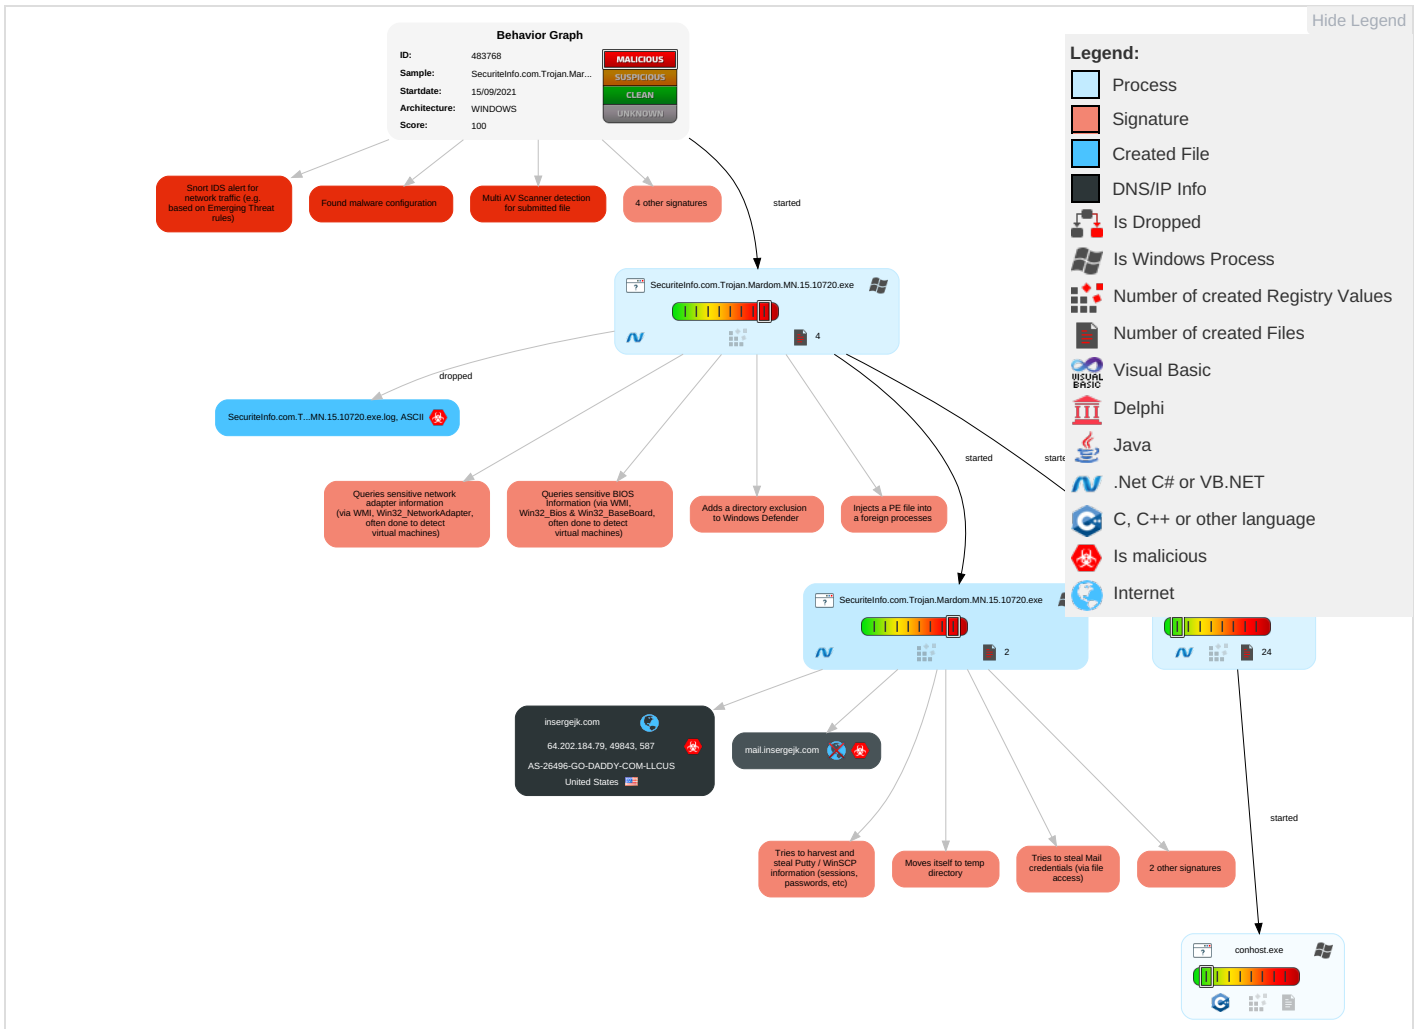 Hide Legend
Behavior Graph
ID: 483768
Sample: SecuriteInfo.com.Trojan.Mar...
Startdate: 15/09/2021
Architecture: WINDOWS
Score: 100
MALICIOUS
SUSPICIOUS
CLEAN
UNKNOWN
Legend:
Process
Signature
Created File
DNS/IP Info
Is Dropped
Is Windows Process
Number of created Registry Values
Number of created Files
VISUAL
BASIC
Visual Basic
Delphi
Java
.Net C# or VB.NET
C, C++ or other language
Is malicious
Internet
Snort IDS alert for
network traffic (e.g.
based on Emerging Threat
rules)
Found malware configuration
Multi AV Scanner detection
for submitted file
4 other signatures
started
SecuriteInfo.com.Trojan.Mardom.MN.15.10720.exe
4
dropped
SecuriteInfo.com.T...MN.15.10720.exe.log, ASCII
started
starte
Queries sensitive network
adapter information
(via WMI, Win32_NetworkAdapter,
often done to detect
virtual machines)
Queries sensitive BIOS
Information (via WMI,
Win32_Bios & Win32_BaseBoard,
often done to detect
virtual machines)
Adds a directory exclusion
to Windows Defender
Injects a PE file into
a foreign processes
SecuriteInfo.com.Trojan.Mardom.MN.15.10720.exe
2
24
insergejk.com
64.202.184.79, 49843, 587
AS-26496-GO-DADDY-COM-LLCUS
United States
mail.insergejk.com
started
Tries to harvest and
steal Putty / WinSCP
information (sessions,
passwords, etc)
Moves itself to temp
directory
Tries to steal Mail
credentials (via file
access)
2 other signatures
conhost.exe